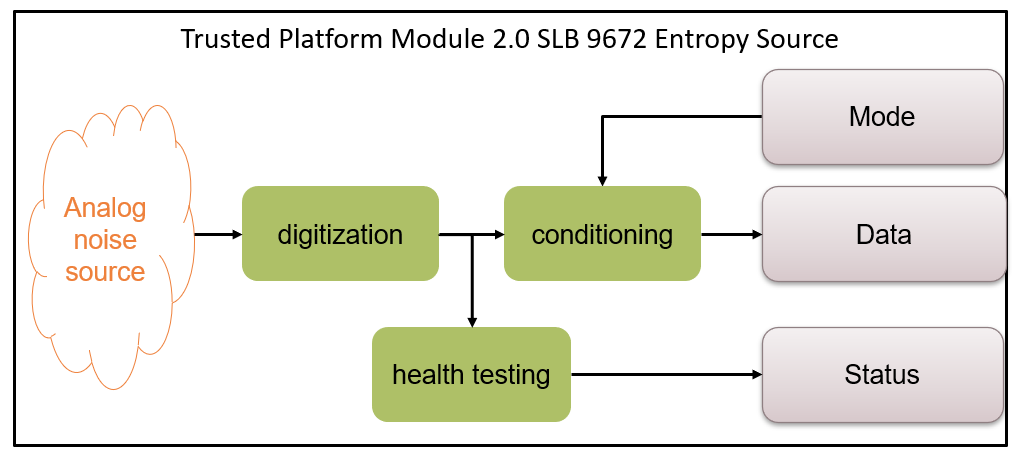 Trusted Platform Module 2.0 SLB 9672 Entropy Source
Mode
Analog
noise
source
digitization
conditioning
Data
health testing
Status